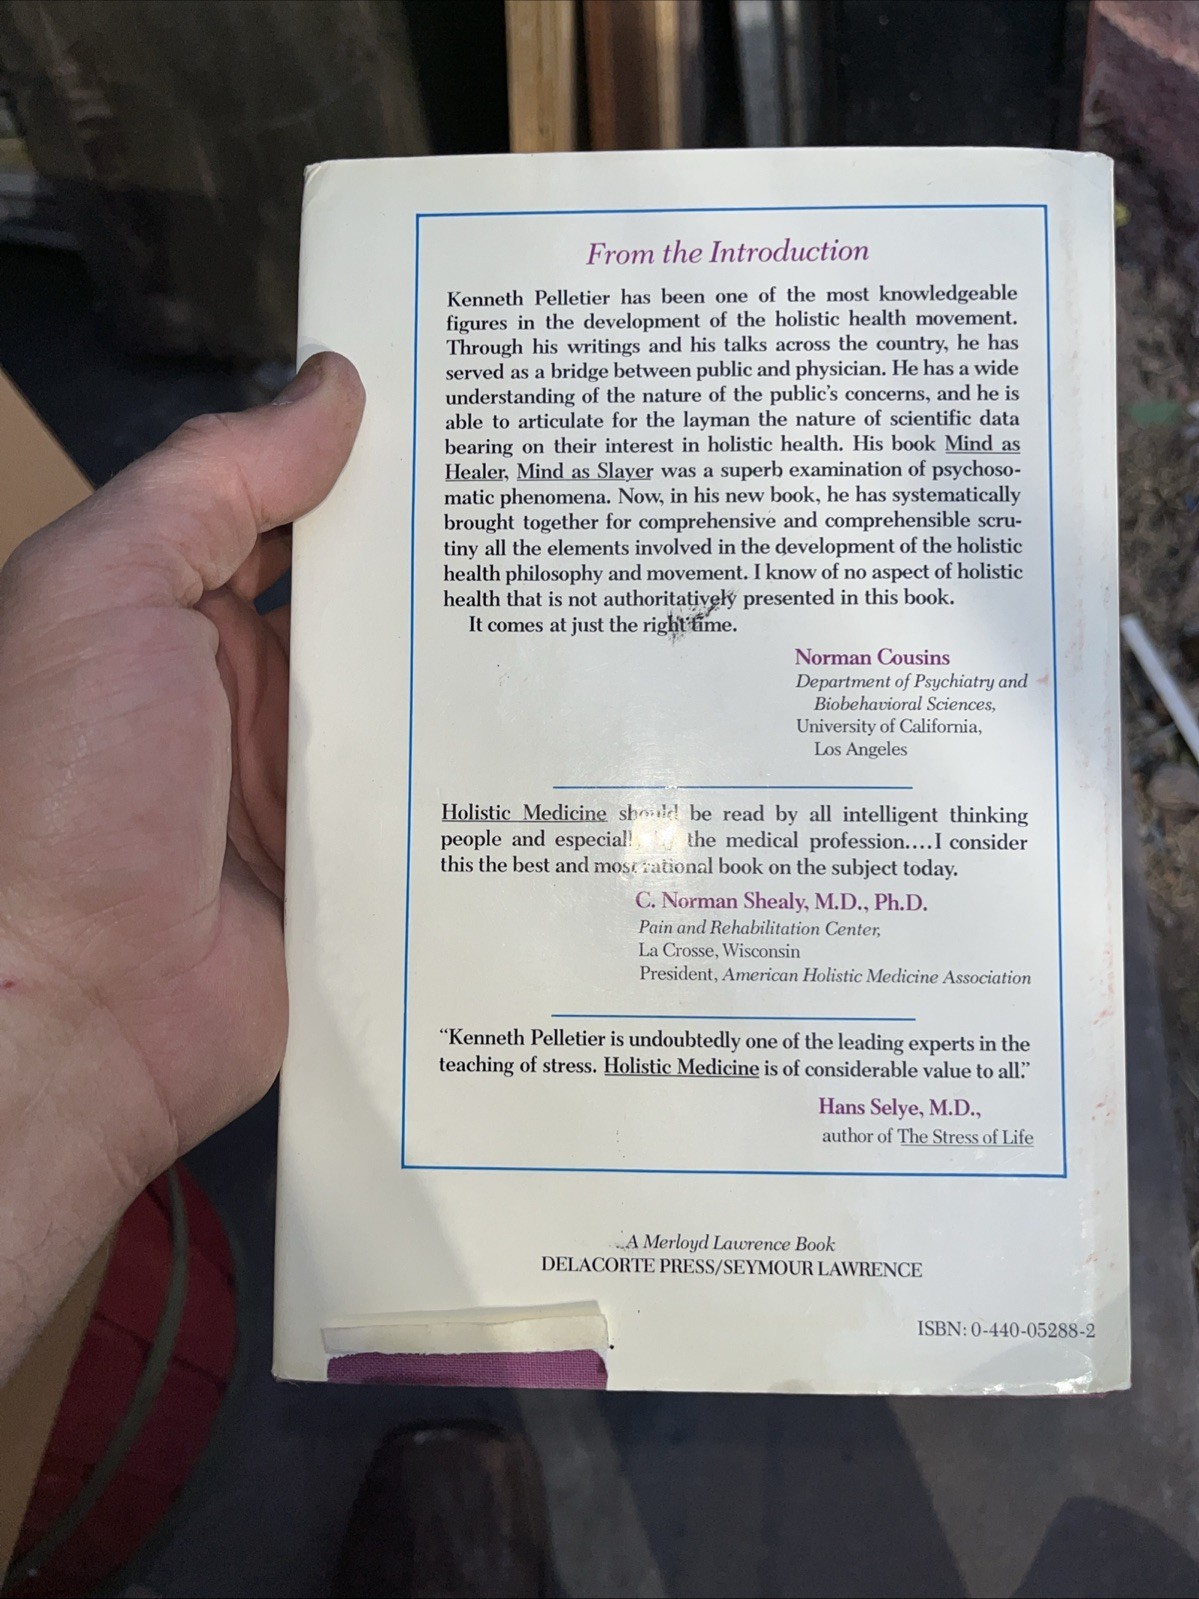 From the Introduction
Kenneth Pelletier has been one of the most knowledgeable
figures in the development of the holistic health movement.
Through his writings and his talks across the country, he has
served as a bridge between public and physician. He has a wide
understanding of the nature of the public's concerns, and he is
able to articulate for the layman the nature of scientific data
bearing on their interest in holistic health. His book Mind as
Healer, Mind as Slayer was a superb examination of psychoso-
matic phenomena. Now, in his new book, he has systematically
brought together for comprehensive and comprehensible scru-
tiny all the elements involved in the development of the holistic
health philosophy and movement. I know of no aspect of holistic
health that is not authoritatively presented in this book.
It comes at just the right time.
Norman Cousins
Department of Psychiatry and
Biobehavioral Sciences,
University of California,
Los Angeles
Holistic Medicine should be read by all intelligent thinking
people and especially by the medical profession....I consider
this the best and most rational book on the subject today.
C. Norman Shealy, M.D., Ph.D.
Pain and Rehabilitation Center,
La Crosse, Wisconsin
President, American Holistic Medicine Association
“Kenneth Pelletier is undoubtedly one of the leading experts in the
teaching of stress. Holistic Medicine is of considerable value to all.”
Hans Selye, M.D.,
author of The Stress of Life
A Merloyd Lawrence Book
DELACORTE PRESS/SEYMOUR LAWRENCE
ISBN: 0-440-05288-2